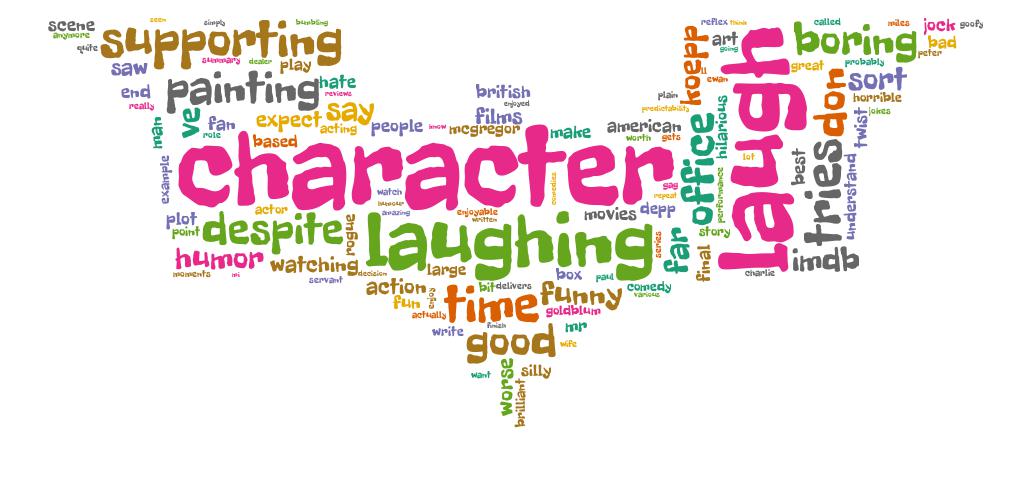 scene
anymore
quite
supporting
seen
simply
bumbling
summary
dealer
play
saw
painting
hate
reviews
end
really
ve
fan
role
man
expect
say
acting
people
know
based
british
enjoyed
films
mcgregor
make
american
worth
gets
plain
predictability
character
example
watch
humour
amazing
actor
plot
point
despite
rogue
laughing
enjoyable
written
comedies
movies
depp
gag
repeat
series
humor
moments
mi
watching
decision
servant
large
box
paul
comedy
various
far
final
story
action
fun
enjoy
actually
bit
delivers
time
funny
goldblum
mr
write
finish
good
wife
want
worse
silly
brilliant
reflex
think
art
going
koepp
ll
ewan
office
hilarious
performance
laugh
lot
charlie
great
boring
called
miles
jock
goofy
bad
peter
probably
sort
horrible
jokes
don
twist
best
tries
understand
imdb